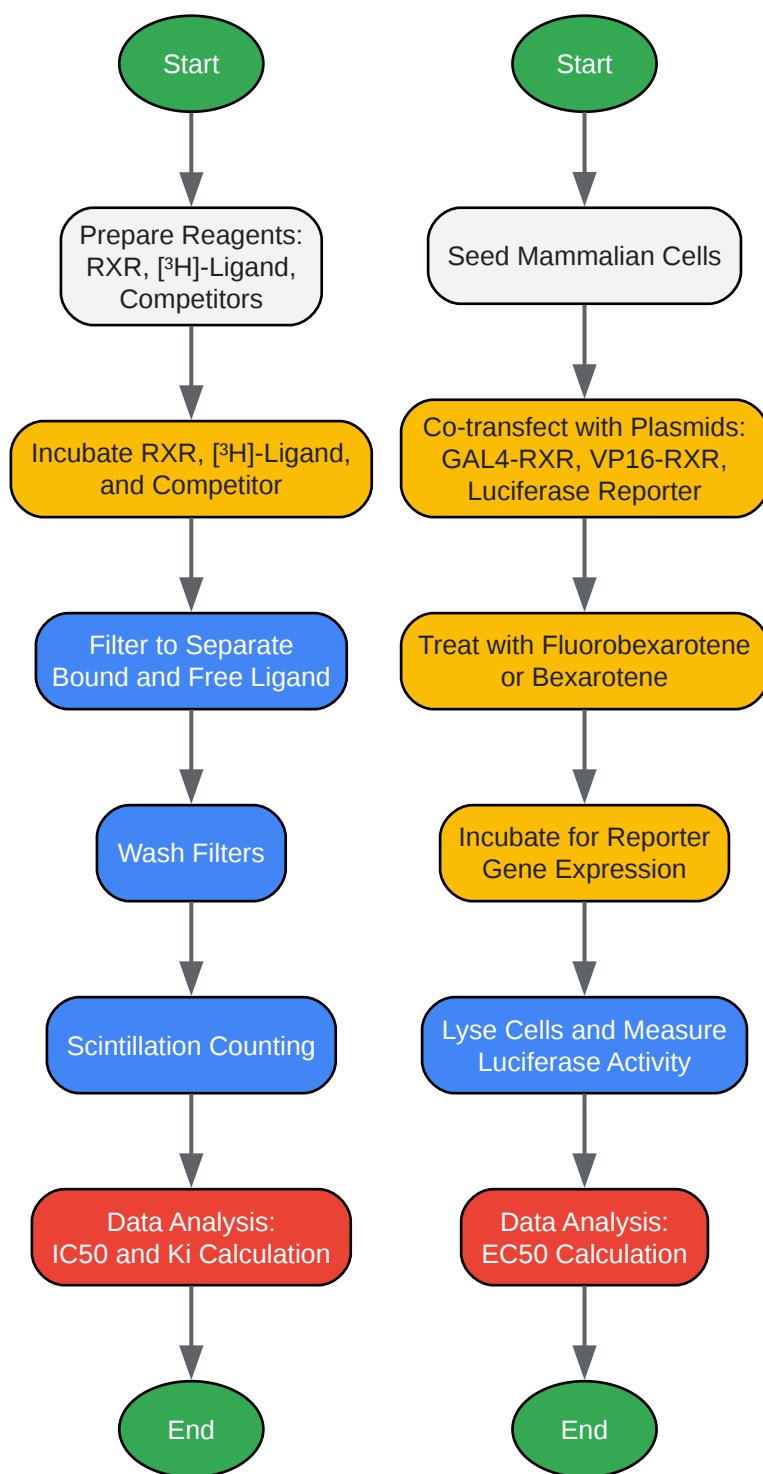 Start
Prepare Reagents:
RXR, [³H]-Ligand,
Competitors
Incubate RXR, [³H]-Ligand,
and Competitor
Filter to Separate
Bound and Free Ligand
Wash Filters
Scintillation Counting
Data Analysis:
IC50 and Ki Calculation
End
Start
Seed Mammalian Cells
Co-transfect with Plasmids:
GAL4-RXR, VP16-RXR,
Luciferase Reporter
Treat with Fluorobexarotene
or Bexarotene
Incubate for Reporter
Gene Expression
Lyse Cells and Measure
Luciferase Activity
Data Analysis:
EC50 Calculation
End